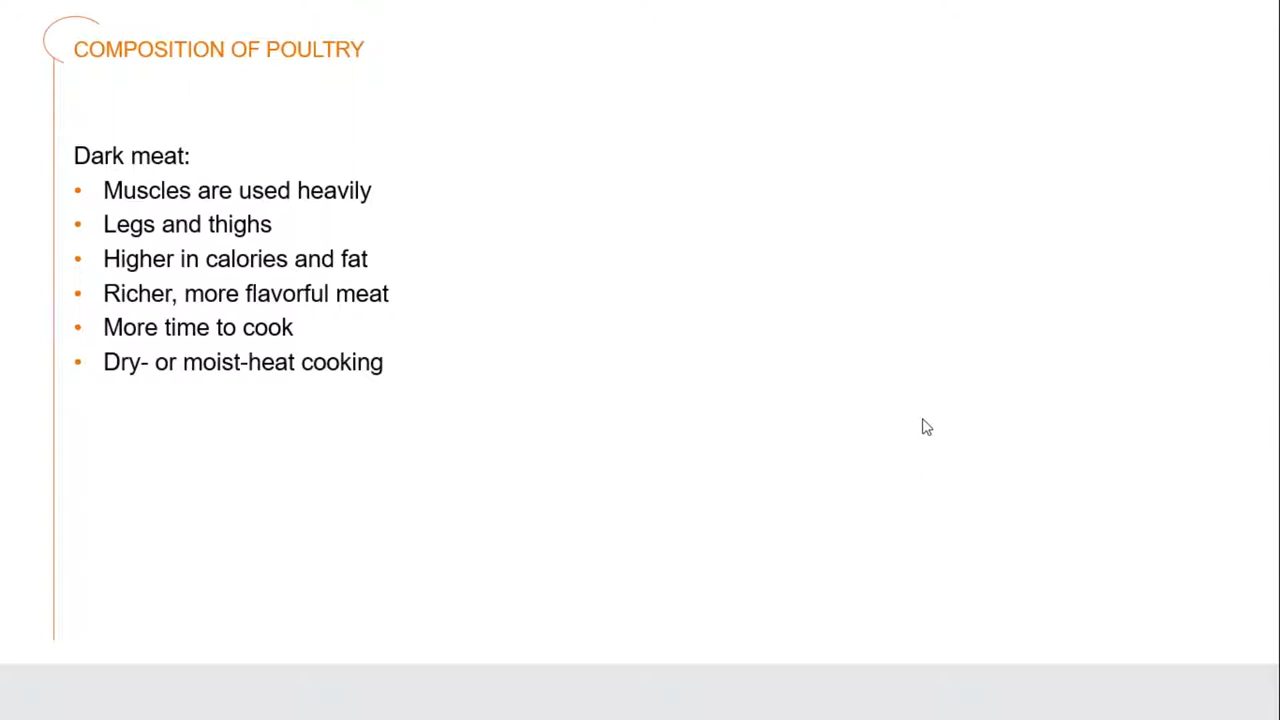 COMPOSITION OF POULTRY
Dark meat:
• Muscles are used heavily
• Legs and thighs
• Higher in calories and fat
• Richer, more flavorful meat
• More time to cook
• Dry- or moist-heat cooking